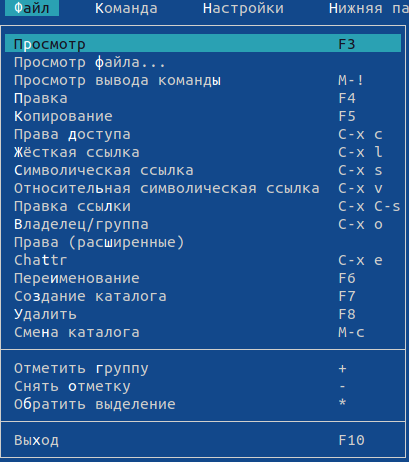 Файл Команда Настройки Нижняя па
Просмотр F3
Просмотр файла...
Просмотр вывода команды M-!
Правка F4
Копирование F5
Права доступа C-x c
Жёсткая ссылка C-x l
Символическая ссылка C-x s
Относительная символическая ссылка C-x v
Правка ссылки C-x C-s
Владелец/группа C-x o
Права (расширенные)
Chattr C-x e
Переименование F6
Создание каталога F7
Удалить F8
Смена каталога M-c
Отметить группу +
Снять отметку -
Обратить выделение *
Выход F10